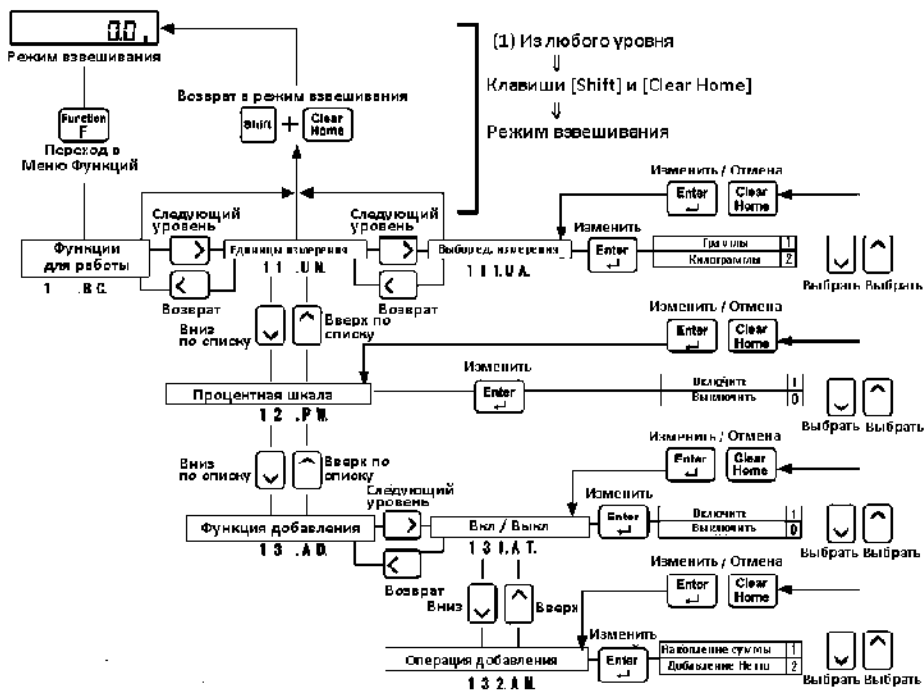 0.0
Режим взвешивания
Function
F
Переход в
Меню Функций
Возврат в режим взвешивания
Shift + Clear Home
(1) Из любого уровня
⇓
Клавиши [Shift] и [Clear Home]
⇓
Режим взвешивания
Изменить / Отмена
Enter Clear Home
Следующий
уровень
Следующий
уровень
Изменить
Функции
для работы
1 .B.G.
>
Единицы измерения
1 1 .U N.
>
Выбор ед. измерения
1 1 1.U A.
Enter
Граммы 1
Килограммы 2
<
Возврат
<
Возврат
Выбрать Выбрать
Вниз
по списку
Вверх по
списку
Enter Clear Home
Изменить
Процентная шкала
1 2 .P W.
Enter
Включить 1
Выключить 0
Выбрать Выбрать
Изменить / Отмена
Enter Clear Home
Вниз
по списку
Вверх по
списку
Следующий
уровень
Изменить
Функция добавления
1 3 .A D.
>
Вкл / Выкл
1 3 1.A T.
Enter
Включить 1
Выключить 0
<
Возврат
Выбрать Выбрать
Изменить / Отмена
Enter Clear Home
Вниз
Вверх
Изменить
Операция добавления
1 3 2.A M.
Enter
Накопление суммы 1
Добавление Нетто 2
Выбрать Выбрать